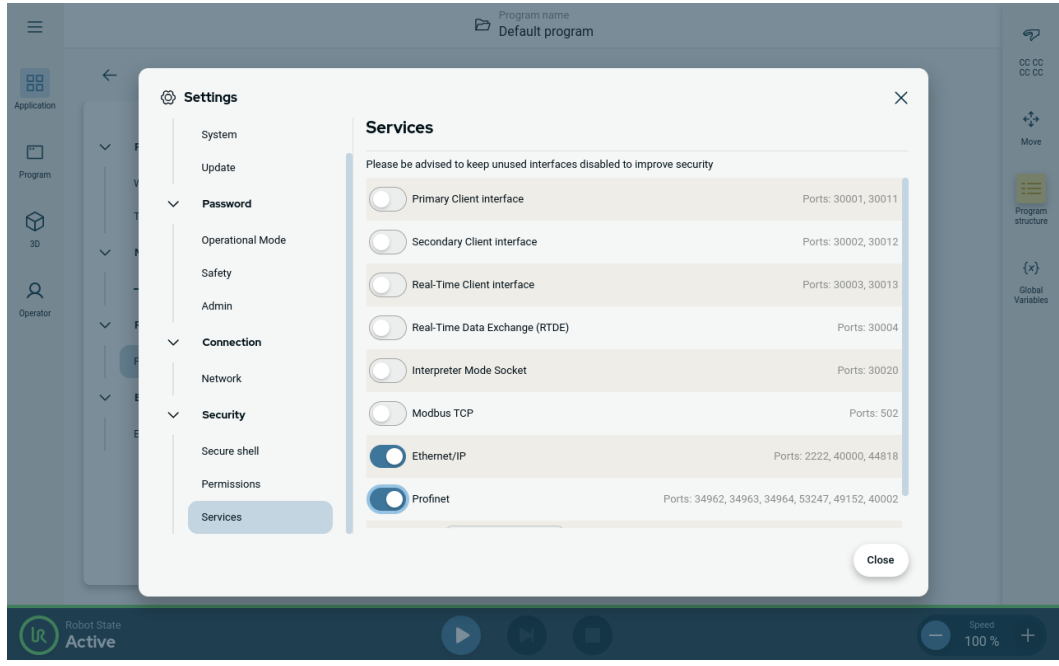 Program name
Default program
Application
Program
3D
Operator
Settings
System
Update
Password
Operational Mode
Safety
Admin
Connection
Network
Security
Secure shell
Permissions
Services
Services
Please be advised to keep unused interfaces disabled to improve security
Primary Client interface Ports: 30001, 30011
Secondary Client interface Ports: 30002, 30012
Real-Time Client interface Ports: 30003, 30013
Real-Time Data Exchange (RTDE) Ports: 30004
Interpreter Mode Socket Ports: 30020
Modbus TCP Ports: 502
Ethernet/IP Ports: 2222, 40000, 44818
Profinet Ports: 34962, 34963, 34964, 53247, 49152, 40002
Close
CC CC
CC CC
Move
Program
structure
{x}
Global
Variables
Robot State
Active
Speed
100 %